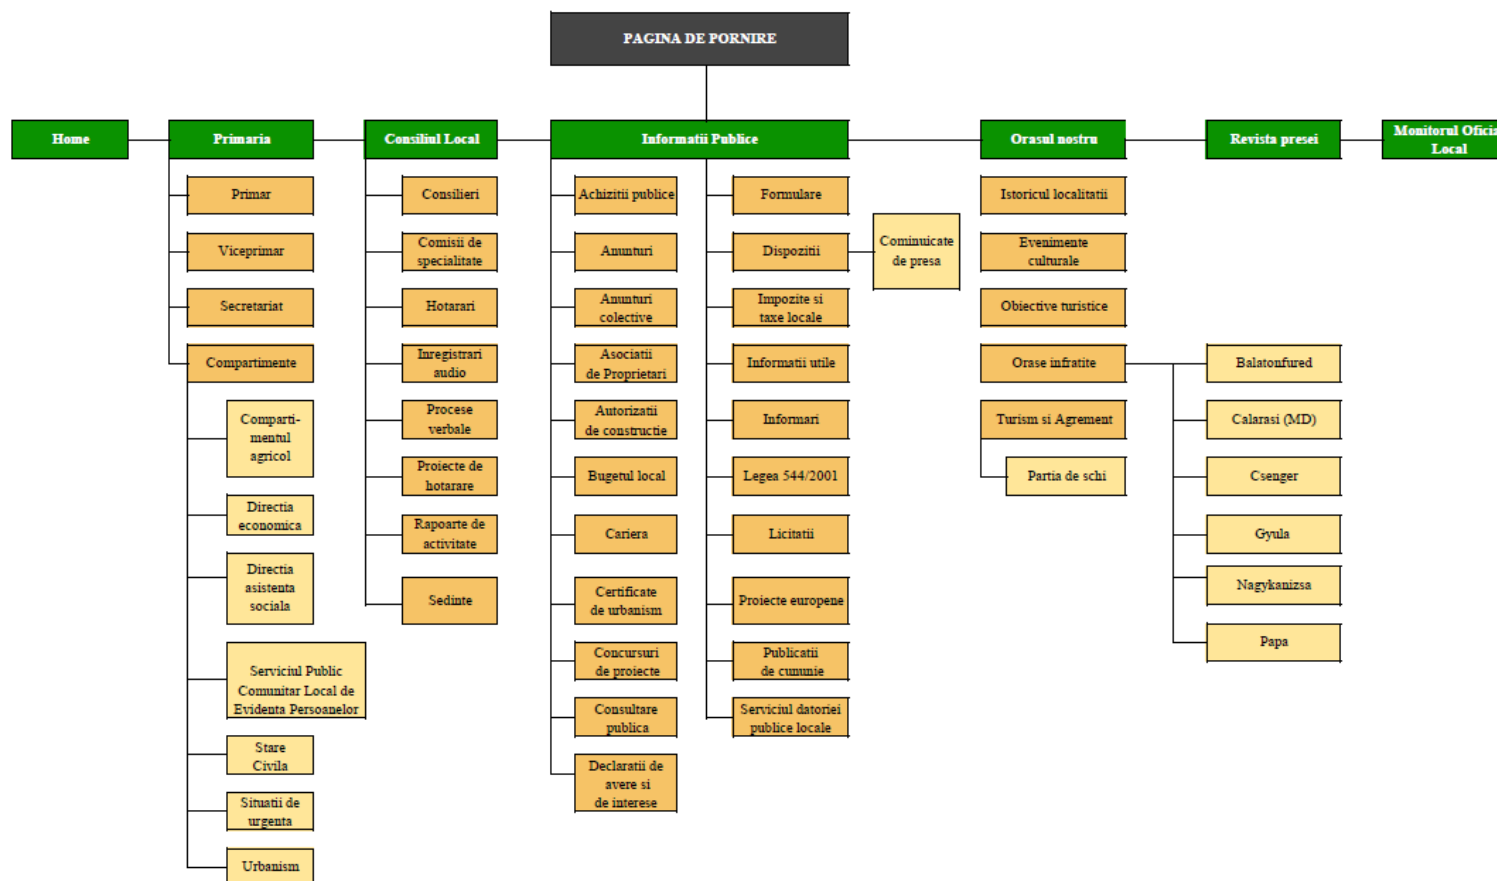 PAGINA DE PORNIRE
Home
Primaria
Consiliul Local
Informatii Publice
Orasul nostru
Revista presei
Monitorul Oficia
Local
Primar
Viceprimar
Secretariat
Compartimente
Comparti-
mentul
agricol
Directia
economica
Directia
asistenta
sociala
Serviciul Public
Comunitar Local de
Evidenta Persoanelor
Stare
Civila
Situatii de
urgenta
Urbanism
Consilieri
Comisii de
specialitate
Hotarari
Inregistrari
audio
Procese
verbale
Proiecte de
hotarare
Rapoarte de
activitate
Sedinte
Achizitii publice
Anunturi
Anunturi
colective
Asociatii
de Proprietari
Autorizatii
de constructie
Bugetul local
Cariera
Certificate
de urbanism
Concursuri
de proiecte
Consultare
publica
Declaratii de
avere si
de interese
Formulare
Dispozitii
Cominuicate
de presa
Impozite si
taxe locale
Informatii utile
Informari
Legea 544/2001
Licitatii
Proiecte europene
Publicatii
de cununie
Serviciul datoriei
publice locale
Istoricul localitatii
Evenimente
culturale
Obiective turistice
Orase infratite
Turism si Agrement
Partia de schi
Balatonfured
Calarasi (MD)
Csenger
Gyula
Nagykanizsa
Papa